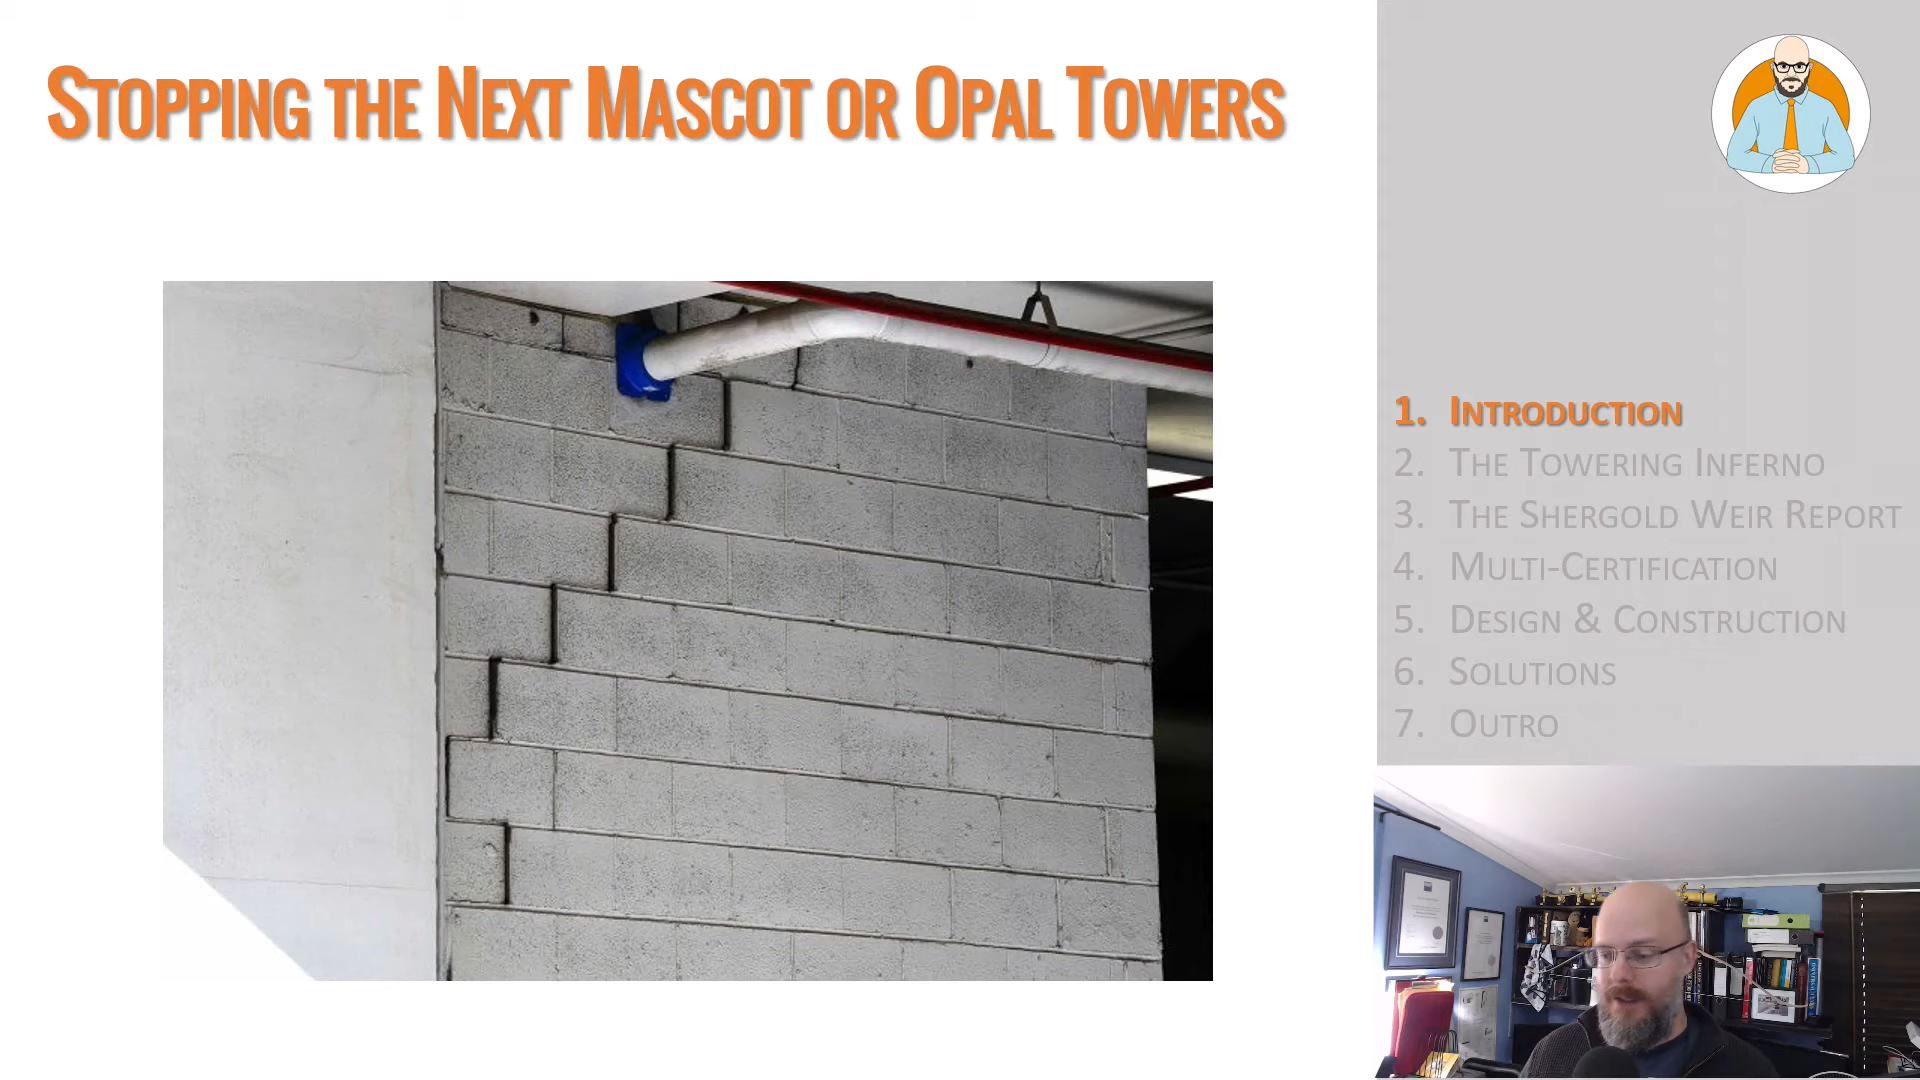 Stopping the Next Mascot or Opal Towers
1. Introduction
2. The Towering Inferno
3. The Shergold Weir Report
4. Multi-Certification
5. Design & Construction
6. Solutions
7. Outro